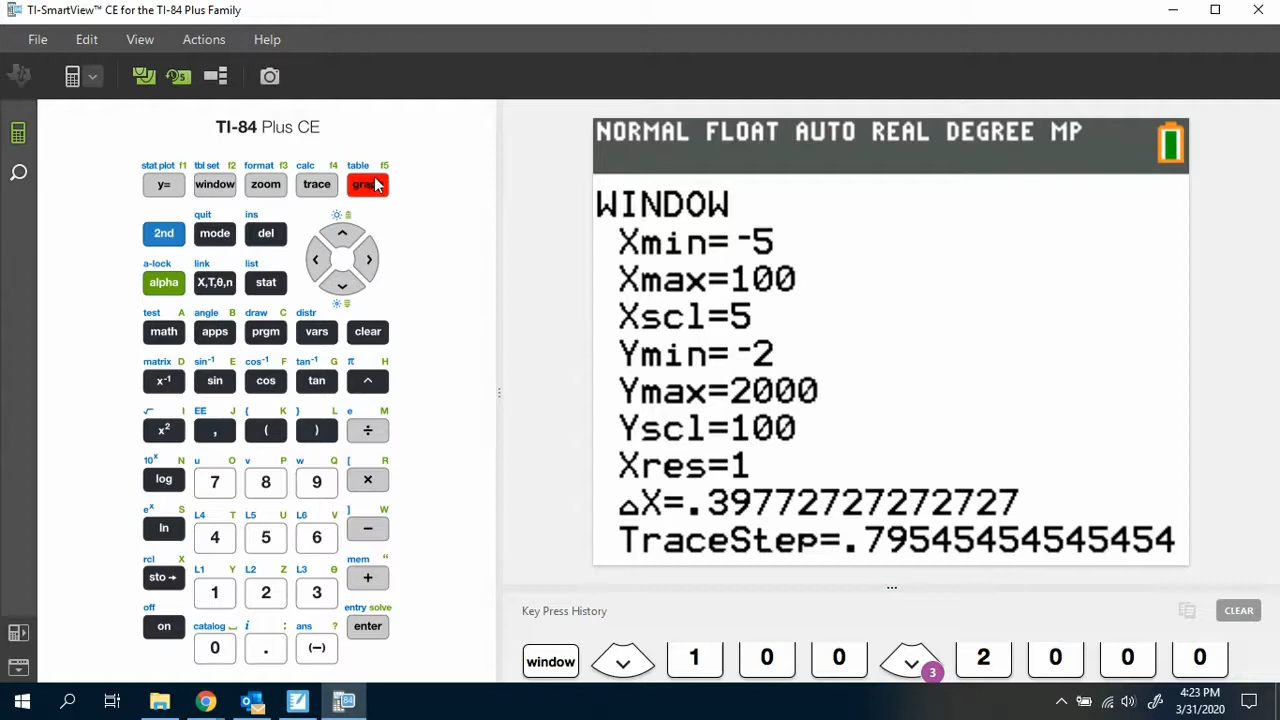 TI-SmartView™ CE for the TI-84 Plus Family
File Edit View Actions Help
TI-84 Plus CE
stat plot f1 tbl set f2 format f3 calc f4 table f5
y= window zoom trace
quit ins
2nd mode del
a-lock link list
alpha X,T,θ,n stat
test A angle B draw C distr
math apps prgm vars clear
matrix D sin⁻¹ E cos⁻¹ F tan⁻¹ G π H
x⁻¹ sin cos tan ^
√ I EE J { K } L e M
x² , ( ) ÷
10ˣ N u O v P w Q [ R
log 7 8 9 ×
eˣ S L4 T L5 U L6 V ] W
ln 4 5 6 −
rcl X L1 Y L2 Z L3 θ mem “
sto→ 1 2 3 +
off catalog ⎵ i : ans ? entry solve
on 0 . (−) enter
NORMAL FLOAT AUTO REAL DEGREE MP
WINDOW
Xmin=-5
Xmax=100
Xscl=5
Ymin=-2
Ymax=2000
Yscl=100
Xres=1
△X=.39772727272727
TraceStep=.79545454545454
Key Press History
CLEAR
window 1 0 0 3 2 0 0 0
4:23 PM
3/31/2020